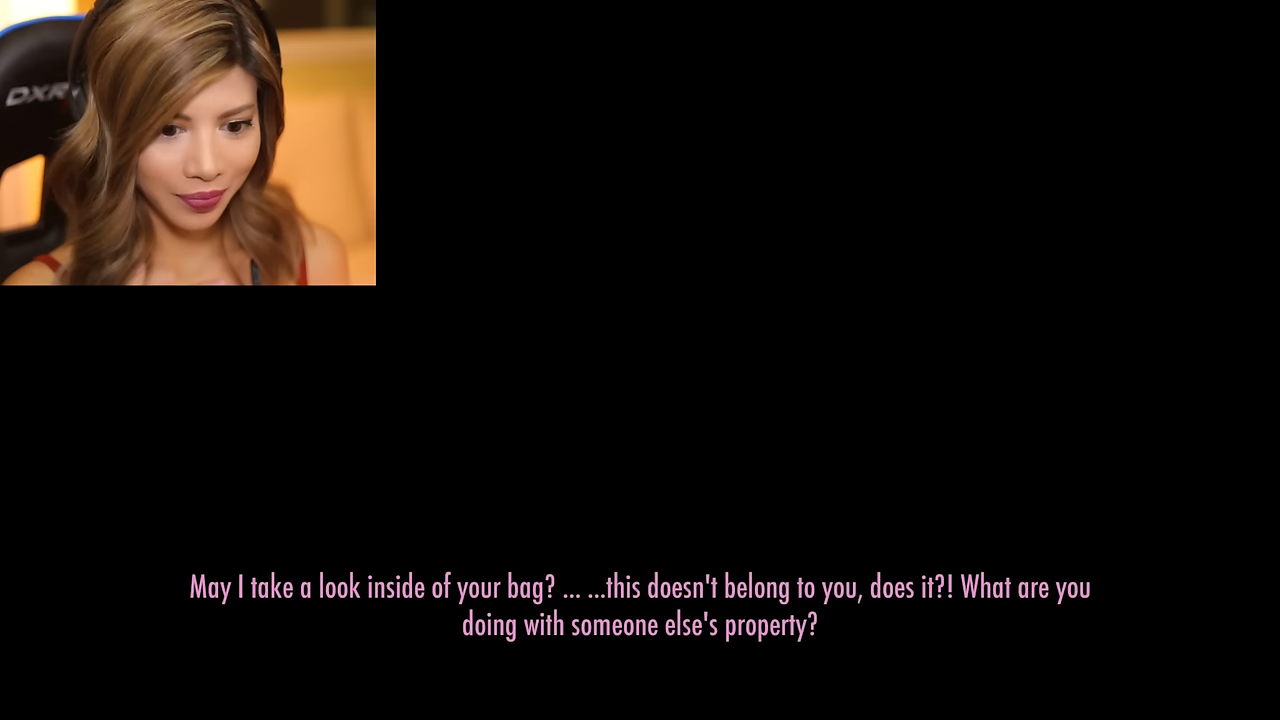 DXR
May I take a look inside of your bag? ... ...this doesn't belong to you, does it?! What are you
doing with someone else's property?